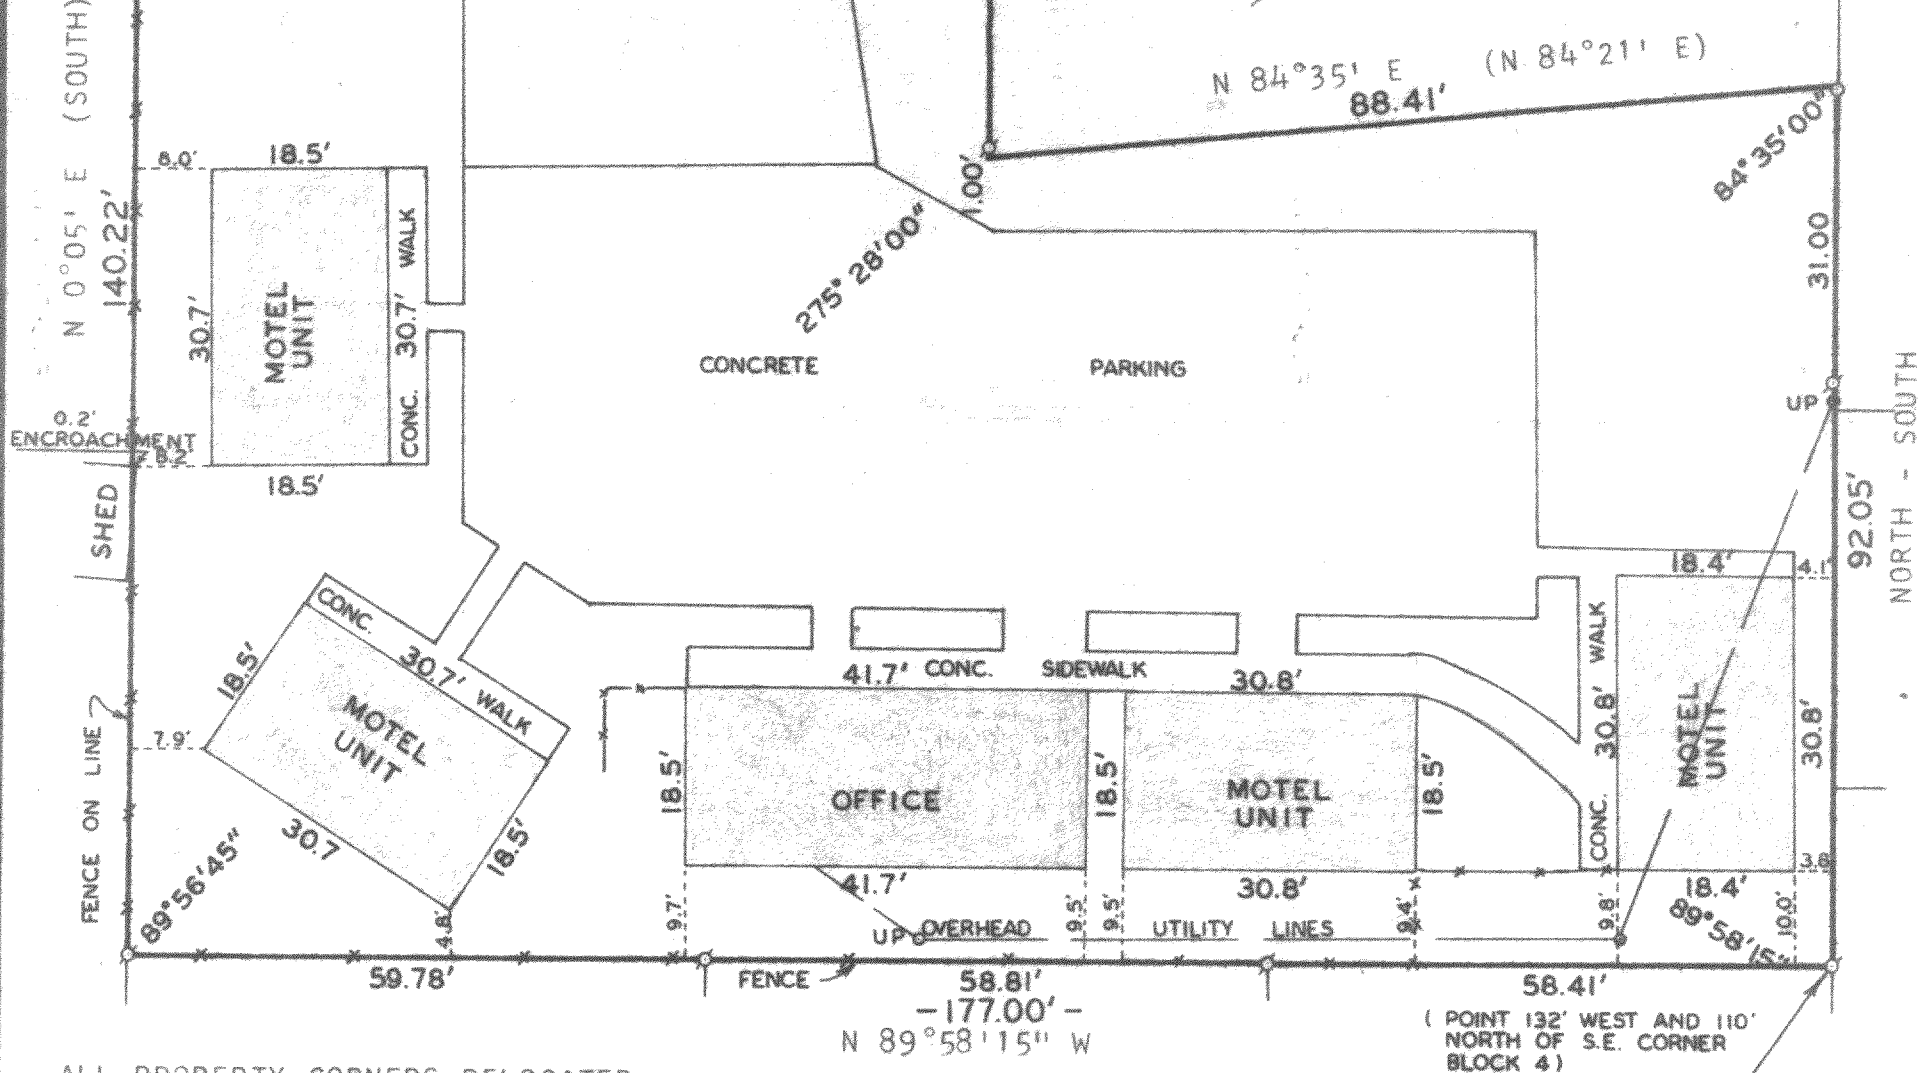 N 84°35' E (N 84°21' E)
88.41'
84° 35' 00"
1.00'
275° 28' 00"
N 0°05' E (SOUTH)
140.22'
8.0'
18.5'
WALK
30.7'
CONC.
MOTEL
UNIT
30.7'
18.5'
0.2'
ENCROACHMENT
8.2'
SHED
CONCRETE PARKING
31.00
UP
92.05'
NORTH - SOUTH
18.4'
4.1'
CONC.
30.7' WALK
18.5'
MOTEL
UNIT
30.7
18.5'
7.9'
FENCE ON LINE
89° 56' 45"
4.8'
41.7' CONC. SIDEWALK 30.8'
18.5'
OFFICE
18.5'
MOTEL
UNIT
18.5'
WALK
30.8'
CONC.
MOTEL
UNIT
30.8'
3.8
41.7'
30.8'
18.4'
9.7'
9.5'
9.5'
9.4'
9.8'
10.0'
89° 58' 15"
UP OVERHEAD UTILITY LINES
59.78'
FENCE
58.81'
58.41'
-177.00'-
N 89°58'15" W
( POINT 132' WEST AND 110'
NORTH OF S.E. CORNER
BLOCK 4)
ALL PROPERTY CORNERS RELOCATED